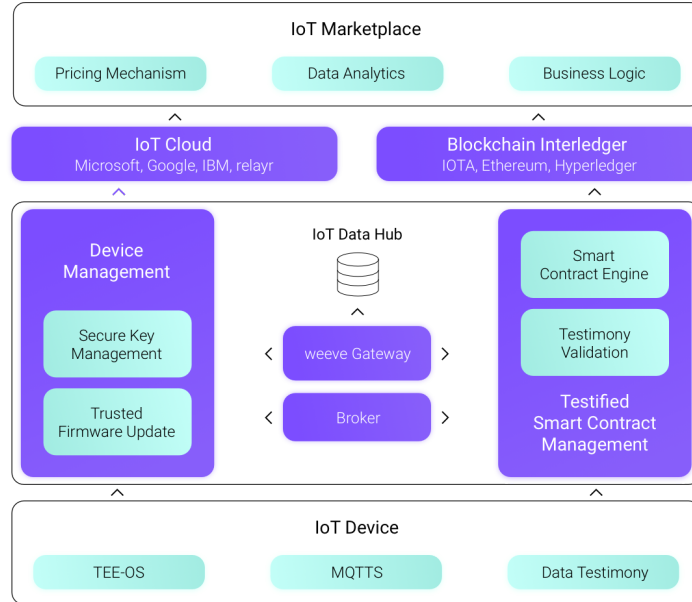 IoT Marketplace
Pricing Mechanism
Data Analytics
Business Logic
IoT Cloud
Microsoft, Google, IBM, relayr
Blockchain Interledger
IOTA, Ethereum, Hyperledger
Device
Management
Secure Key
Management
Trusted
Firmware Update
IoT Data Hub
weeve Gateway
Broker
Smart
Contract Engine
Testimony
Validation
Testified
Smart Contract
Management
IoT Device
TEE-OS
MQTTS
Data Testimony